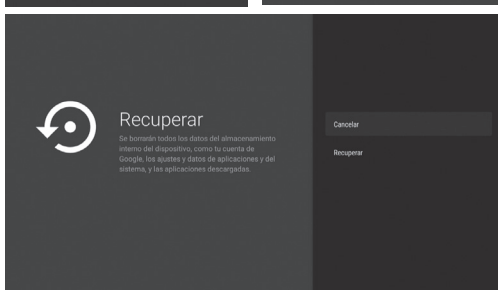 Recuperar
Se borrarán todos los datos del almacenamiento
interno del dispositivo, como tu cuenta de
Google, los ajustes y datos de aplicaciones y del
sistema, y las aplicaciones descargadas.
Cancelar
Recuperar